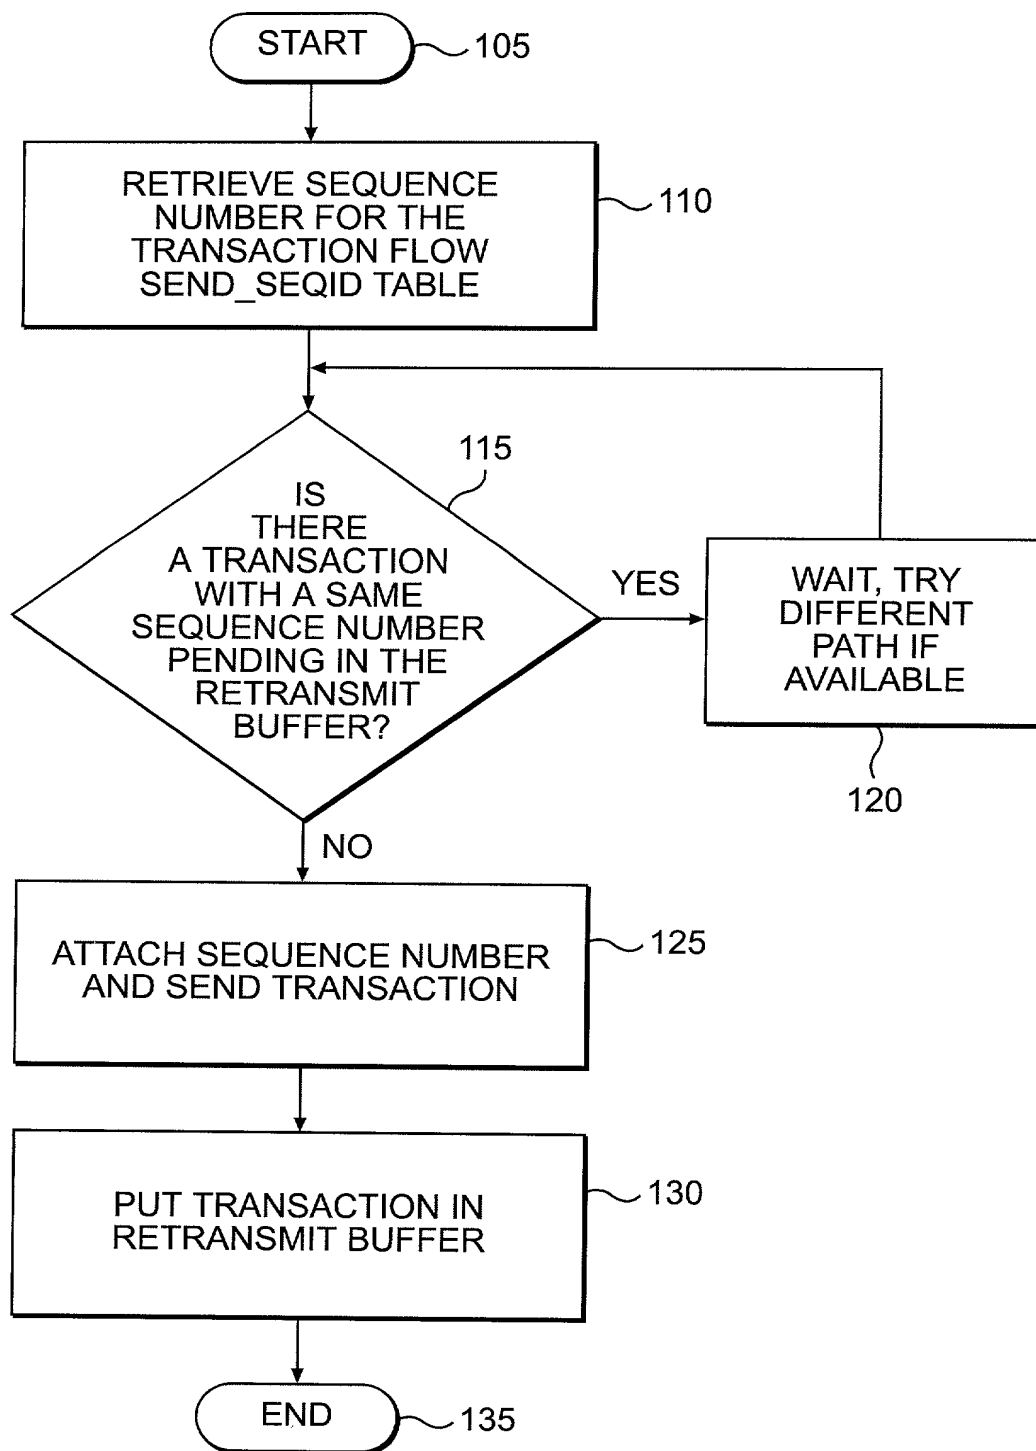 START
105
RETRIEVE SEQUENCE
NUMBER FOR THE
TRANSACTION FLOW
SEND_SEQID TABLE
110
115
IS
THERE
A TRANSACTION
WITH A SAME
SEQUENCE NUMBER
PENDING IN THE
RETRANSMIT
BUFFER?
YES
WAIT, TRY
DIFFERENT
PATH IF
AVAILABLE
120
NO
ATTACH SEQUENCE NUMBER
AND SEND TRANSACTION
125
PUT TRANSACTION IN
RETRANSMIT BUFFER
130
END
135